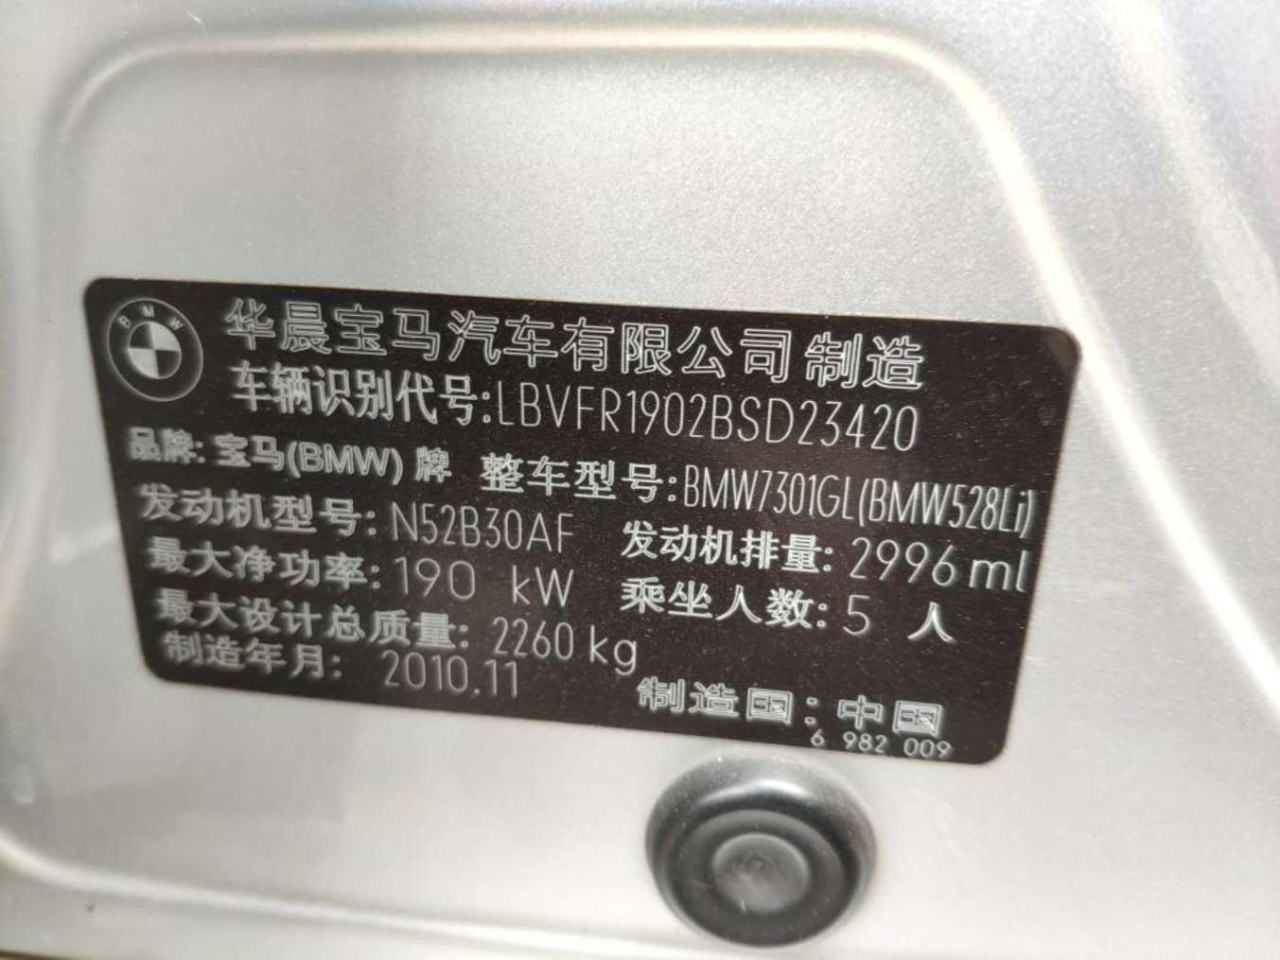 BMW
华晨宝马汽车有限公司制造
车辆识别代号:LBVFR1902BSD23420
品牌:宝马(BMW)牌 整车型号:BMW7301GL(BMW528Li)
发动机型号:N52B30AF 发动机排量:2996ml
最大净功率:190 kW 乘坐人数:5 人
最大设计总质量:2260kg
制造年月:2010.11
制造国:中国
6 982 009